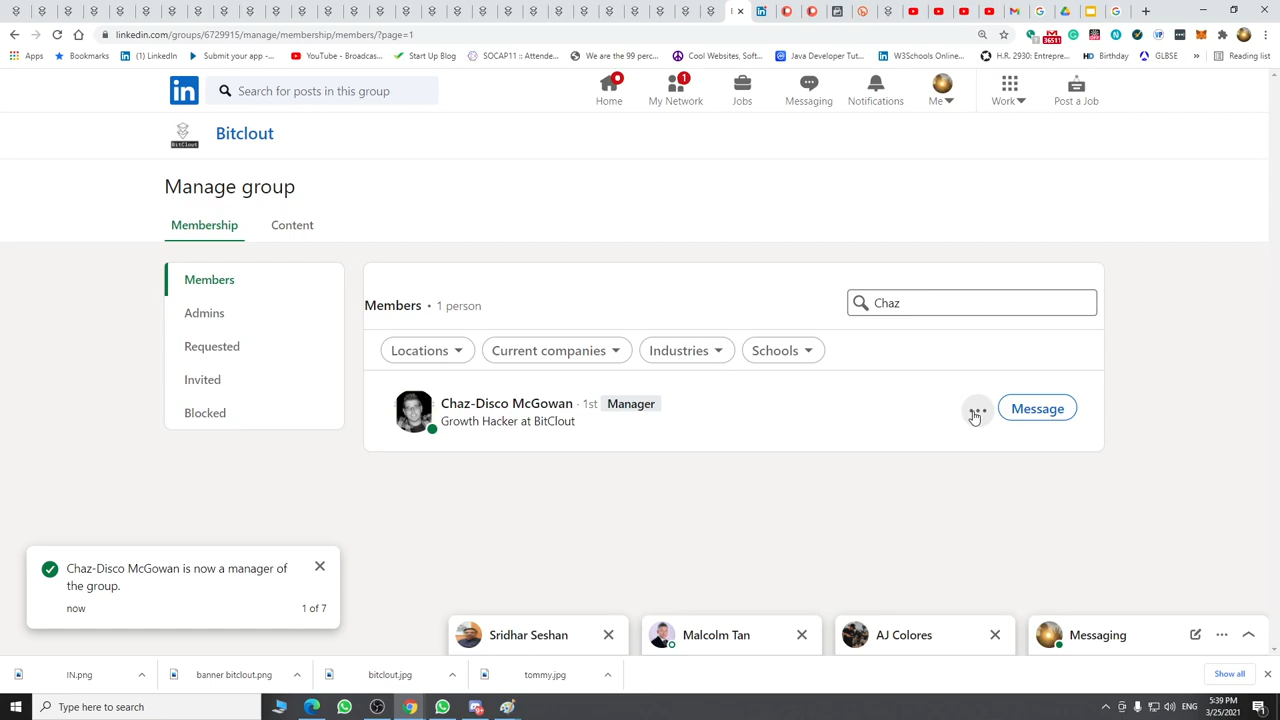 linkedin.com/groups/6729915/manage/membership/members/?page=1
36511
Apps
Bookmarks
(1) LinkedIn
Submit your app -...
YouTube - Broadcas...
Start Up Blog
SOCAP11 :: Attende...
We are the 99 perc...
Cool Websites, Soft...
Java Developer Tut...
W3Schools Online...
H.R. 2930: Entrepre...
HD Birthday
GLBSE
»
Reading list
in
Search for posts in this group
Home
1
My Network
Jobs
Messaging
Notifications
Me
Work
Post a Job
BitClout
Bitclout
Manage group
Membership
Content
Members
Admins
Requested
Invited
Blocked
Members • 1 person
Chaz
Locations
Current companies
Industries
Schools
Chaz-Disco McGowan · 1st Manager
Growth Hacker at BitClout
Message
Chaz-Disco McGowan is now a manager of
the group.
now
1 of 7
Sridhar Seshan
Malcolm Tan
AJ Colores
Messaging
IN.png
banner bitclout.png
bitclout.jpg
tommy.jpg
Show all
Type here to search
ENG
5:39 PM
3/25/2021